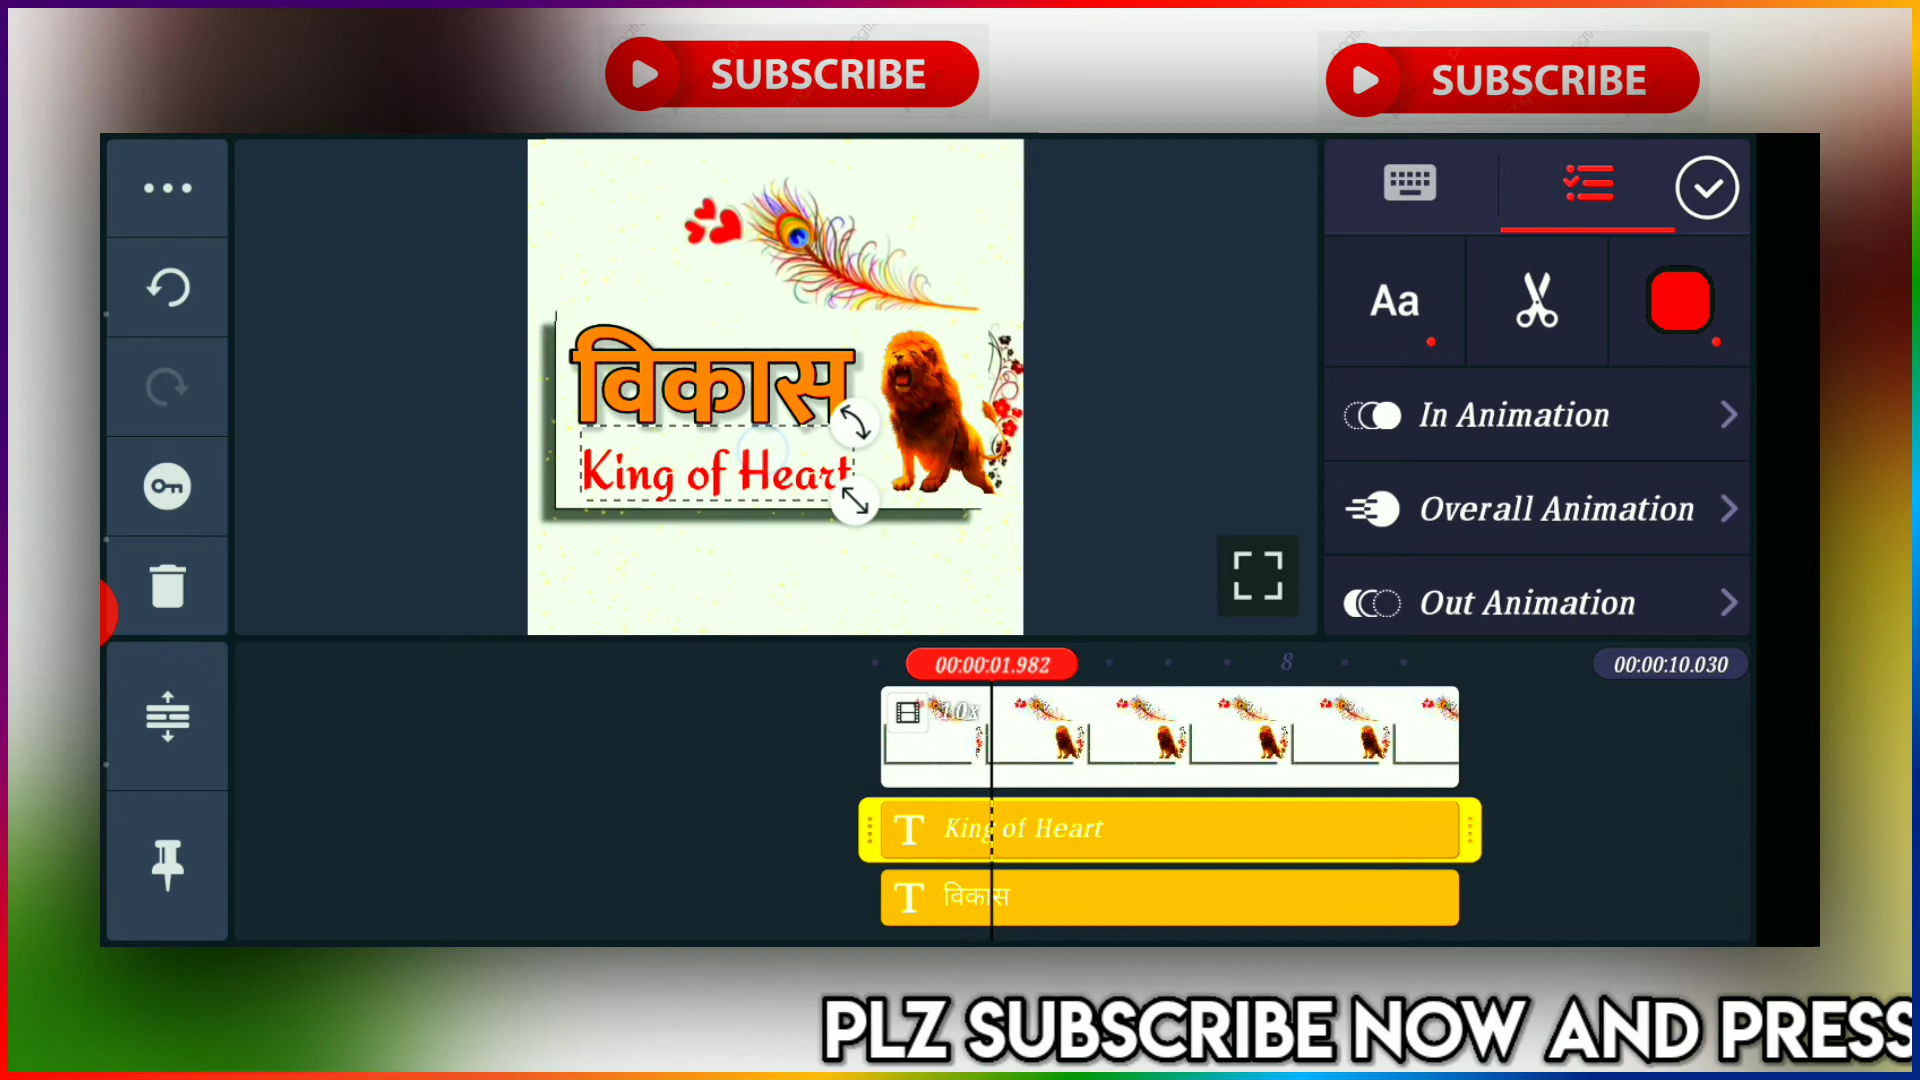 SUBSCRIBE
SUBSCRIBE
Aa
In Animation
Overall Animation
Out Animation
विकास
King of Heart
00:00:01.982
8
00:00:10.030
1.0x
King of Heart
विकास
PLZ SUBSCRIBE NOW AND PRESS